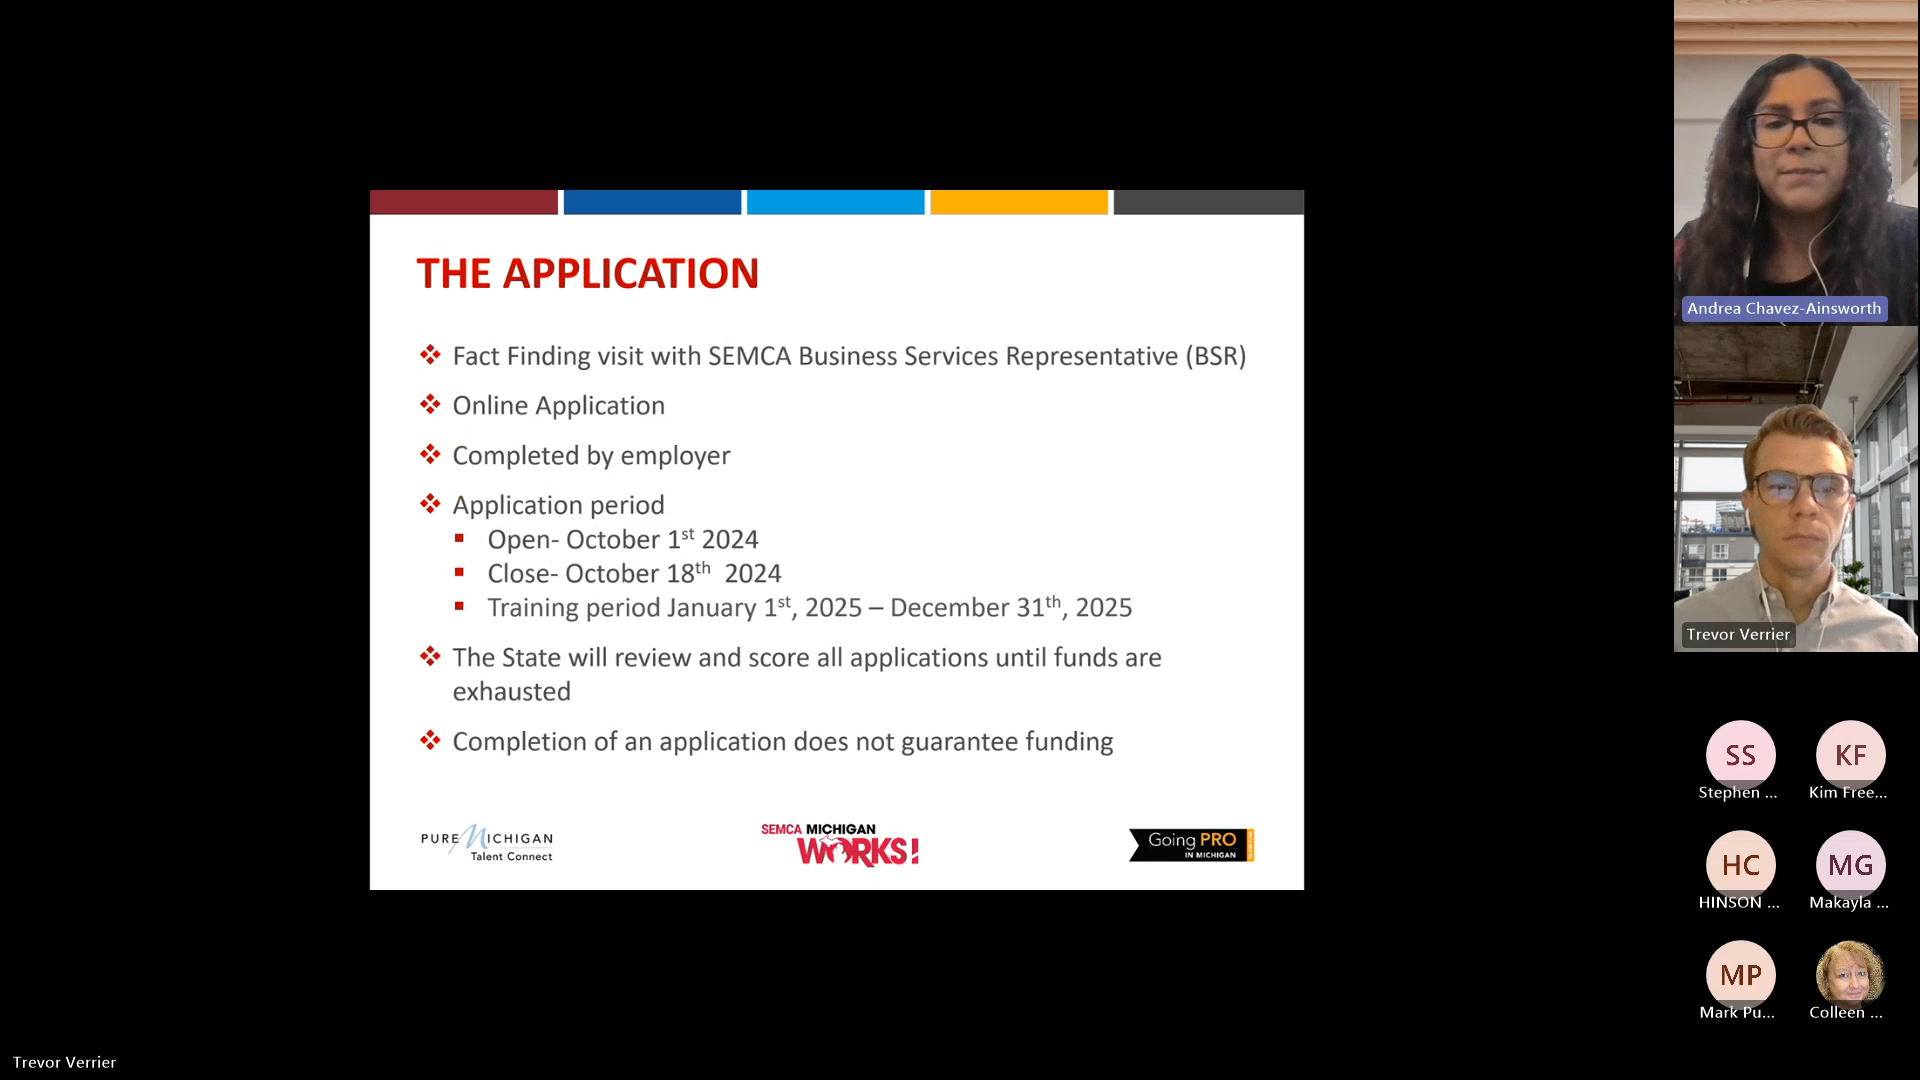 THE APPLICATION
Fact Finding visit with SEMCA Business Services Representative (BSR)
Online Application
Completed by employer
Application period
Open- October 1st 2024
Close- October 18th 2024
Training period January 1st, 2025 – December 31th, 2025
The State will review and score all applications until funds are
exhausted
Completion of an application does not guarantee funding
PURE MICHIGAN
Talent Connect
SEMCA MICHIGAN
WORKS!
Going PRO
IN MICHIGAN
Andrea Chavez-Ainsworth
Trevor Verrier
SS
KF
Stephen ...
Kim Free...
HC
MG
HINSON ...
Makayla ...
MP
Mark Pu...
Colleen ...
Trevor Verrier